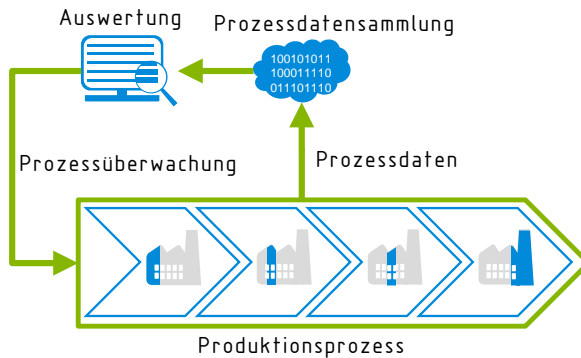 Auswertung
Prozessdatensammlung
100101011
100011110
011101110
Prozessüberwachung
Prozessdaten
Produktionsprozess